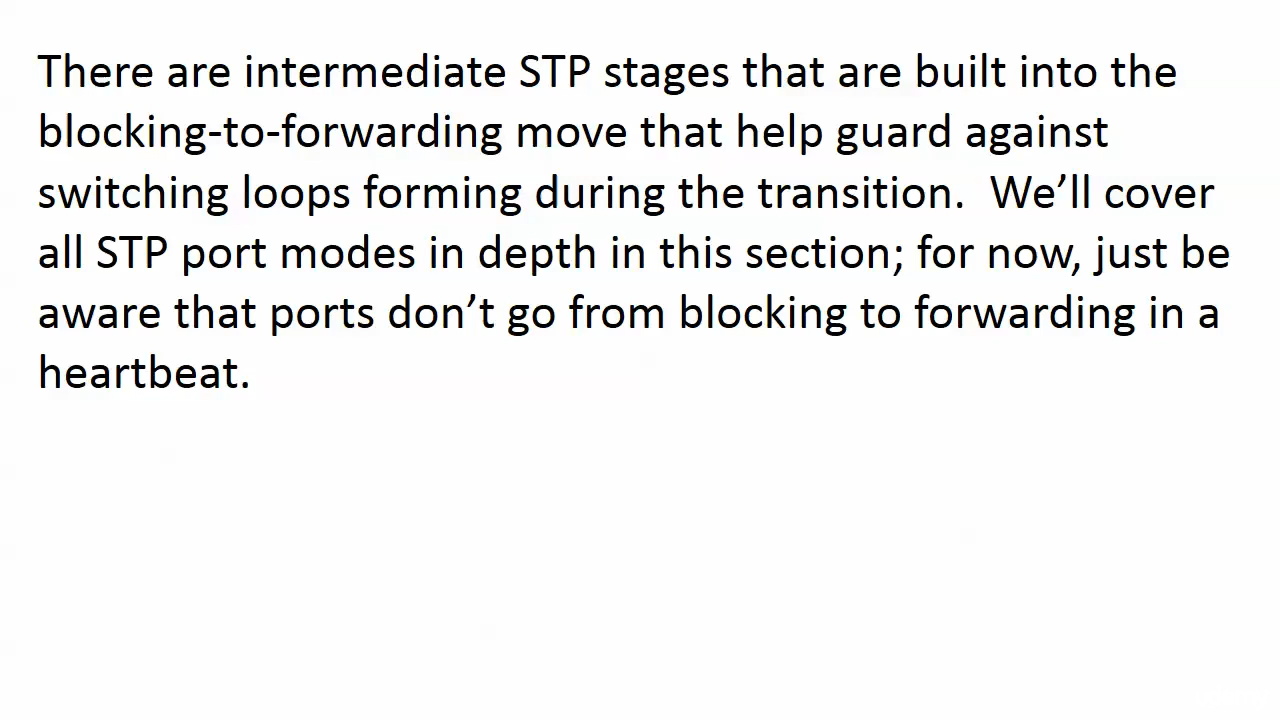 There are intermediate STP stages that are built into the
blocking-to-forwarding move that help guard against
switching loops forming during the transition.  We’ll cover
all STP port modes in depth in this section; for now, just be
aware that ports don’t go from blocking to forwarding in a
heartbeat.